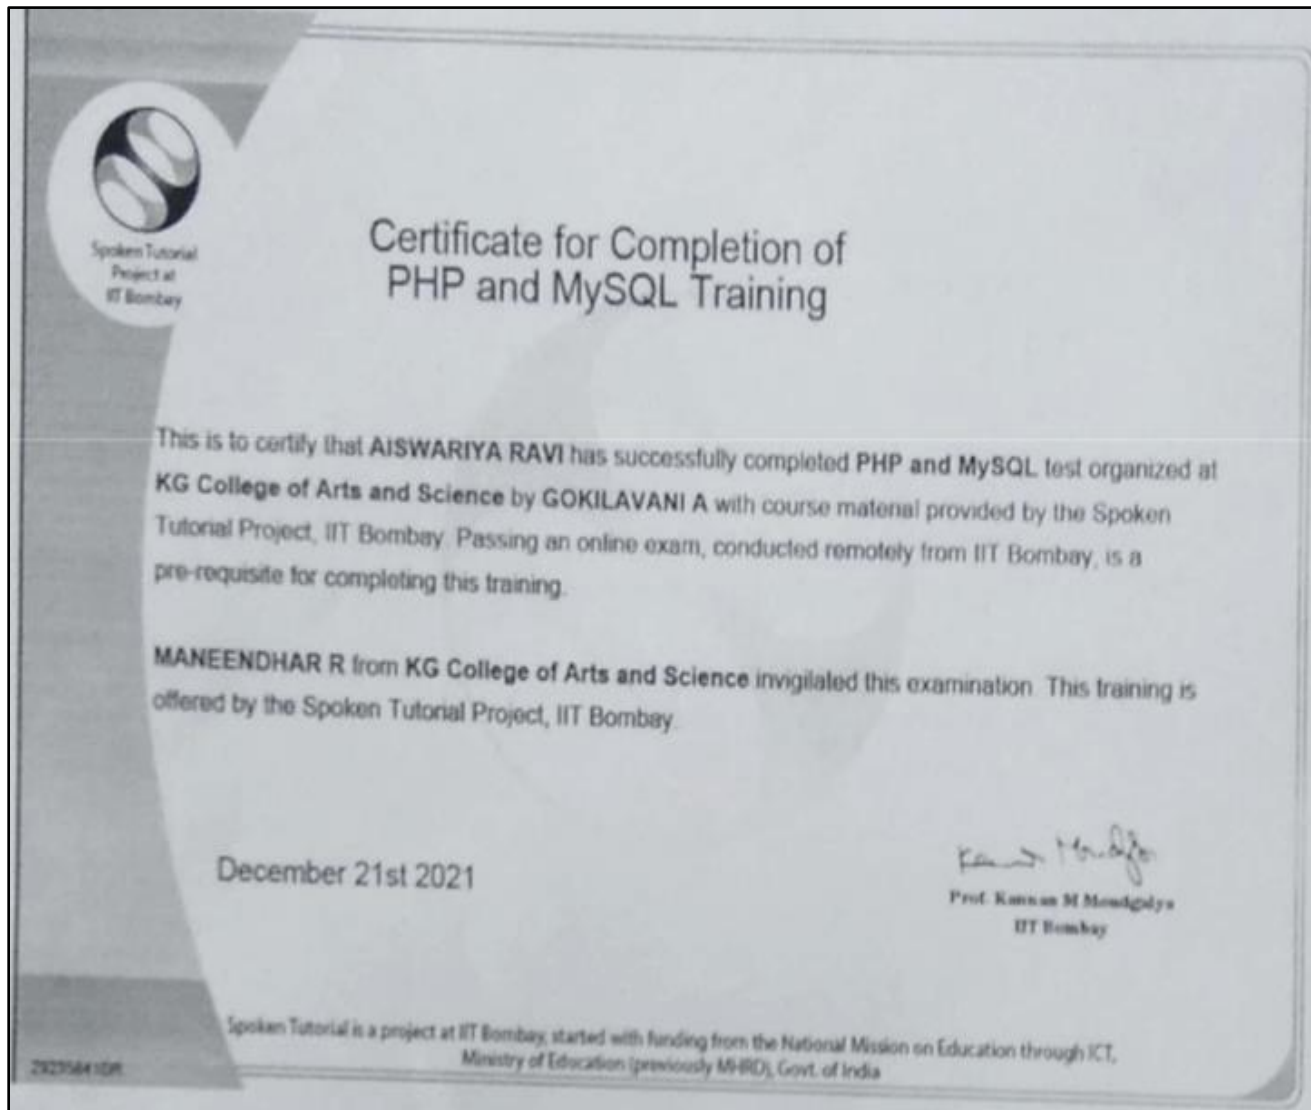 Spoken Tutorial
Project at
IIT Bombay
Certificate for Completion of
PHP and MySQL Training
This is to certify that AISWARIYA RAVI has successfully completed PHP and MySQL test organized at
KG College of Arts and Science by GOKILAVANI A with course material provided by the Spoken
Tutorial Project, IIT Bombay. Passing an online exam, conducted remotely from IIT Bombay, is a
pre-requisite for completing this training.
MANEENDHAR R from KG College of Arts and Science invigilated this examination. This training is
offered by the Spoken Tutorial Project, IIT Bombay.
December 21st 2021
Prof. Kannan M Moudgalya
IIT Bombay
Spoken Tutorial is a project at IIT Bombay, started with funding from the National Mission on Education through ICT,
Ministry of Education (previously MHRD), Govt. of India